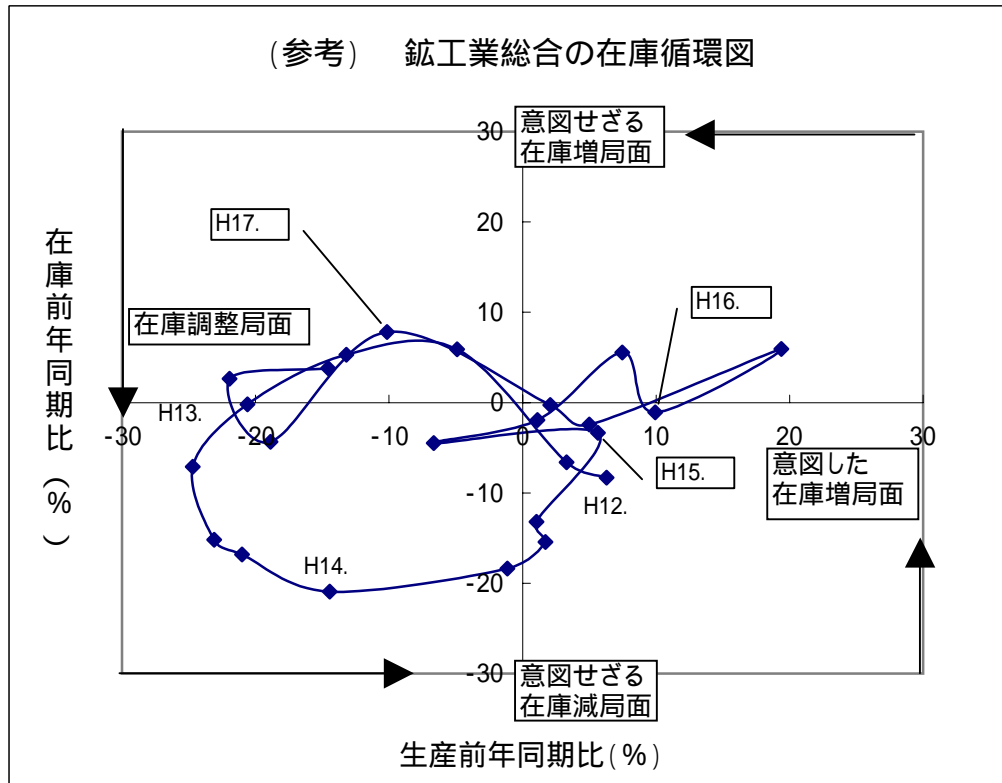 (参考)　鉱工業総合の在庫循環図
意図せざる
在庫増局面
30
20
10
0
-10
-20
-30
H17.
在庫調整局面
H16.
H13.
-30
-20
-10
0
10
20
30
H15.
意図した
在庫増局面
H12.
H14.
意図せざる
在庫減局面
在庫前年同期比(%)
生産前年同期比(%)